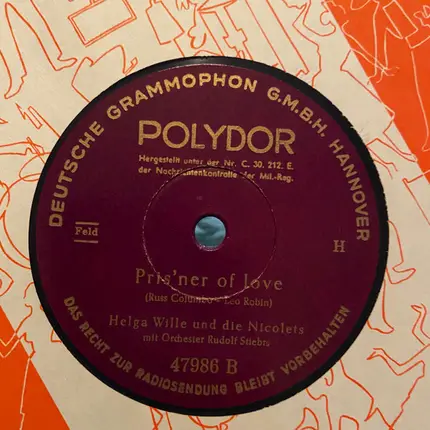 DEUTSCHE GRAMMOPHON G.M.B.H. HANNOVER
POLYDOR
Hergestellt unter der Nr. C. 30. 212. E.
der Nachrichtenkontrolle der Mil.-Reg.
Feld
H
Pris'ner of love
(Russ Columbo - Leo Robin)
Helga Wille und die Nicolets
mit Orchester Rudolf Stiebri
47986 B
DAS RECHT ZUR RADIOSENDUNG BLEIBT VORBEHALTEN